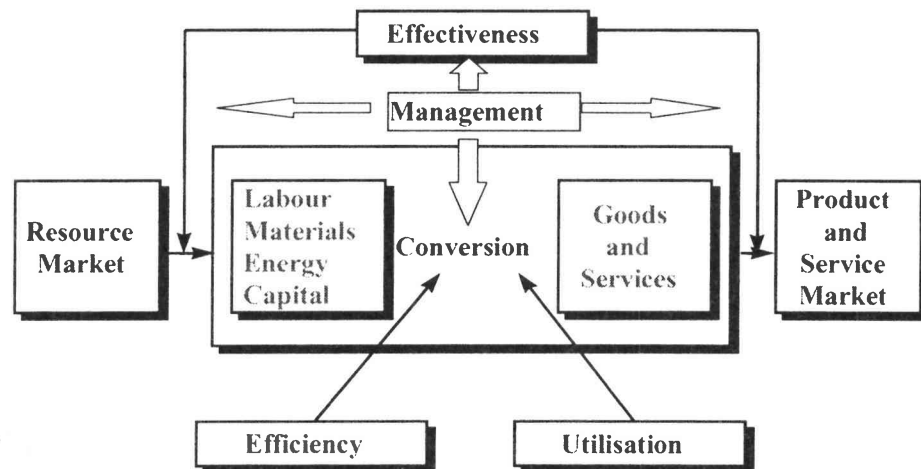 Effectiveness
Management
Resource
Market
Labour
Materials
Energy
Capital
Conversion
Goods
and
Services
Product
and
Service
Market
Efficiency
Utilisation